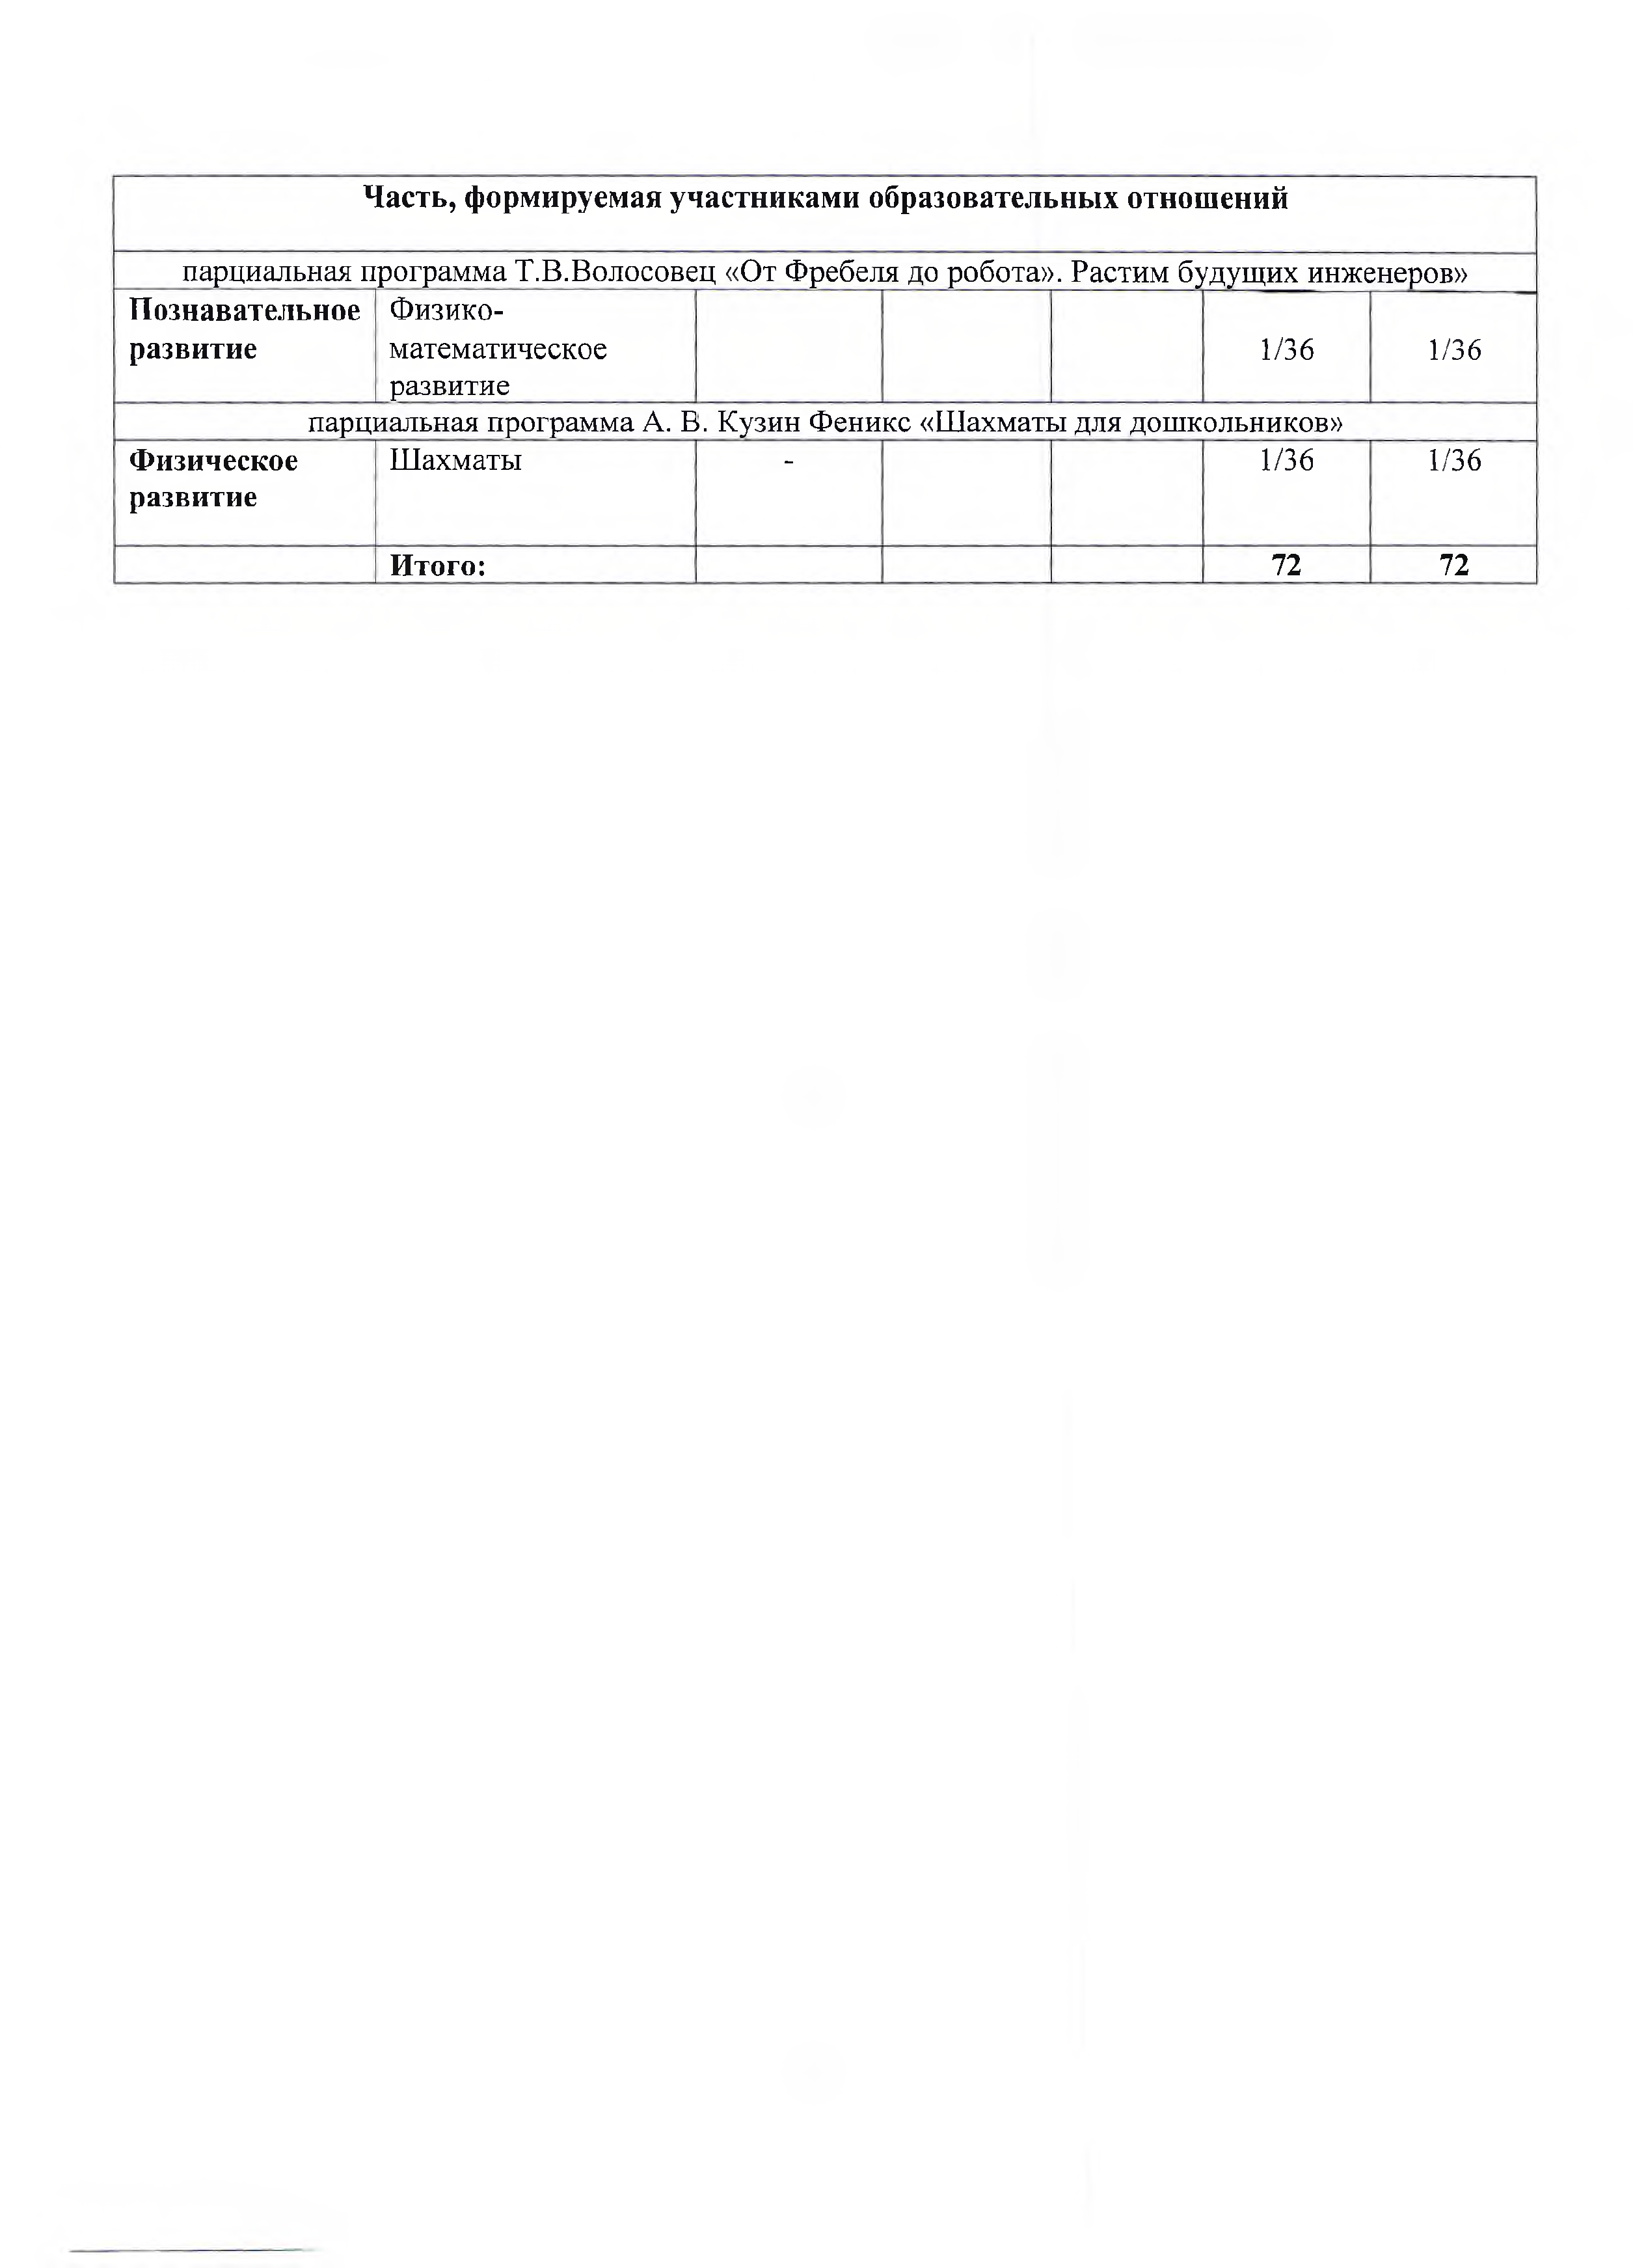 Часть, формируемая участниками образовательных отношений
парциальная программа Т.В.Волосовец «От Фребеля до робота». Растим будущих инженеров»
Познавательное развитие
Физико-математическое развитие
1/36
1/36
парциальная программа А. В. Кузин Феникс «Шахматы для дошкольников»
Физическое развитие
Шахматы
-
1/36
1/36
Итого:
72
72